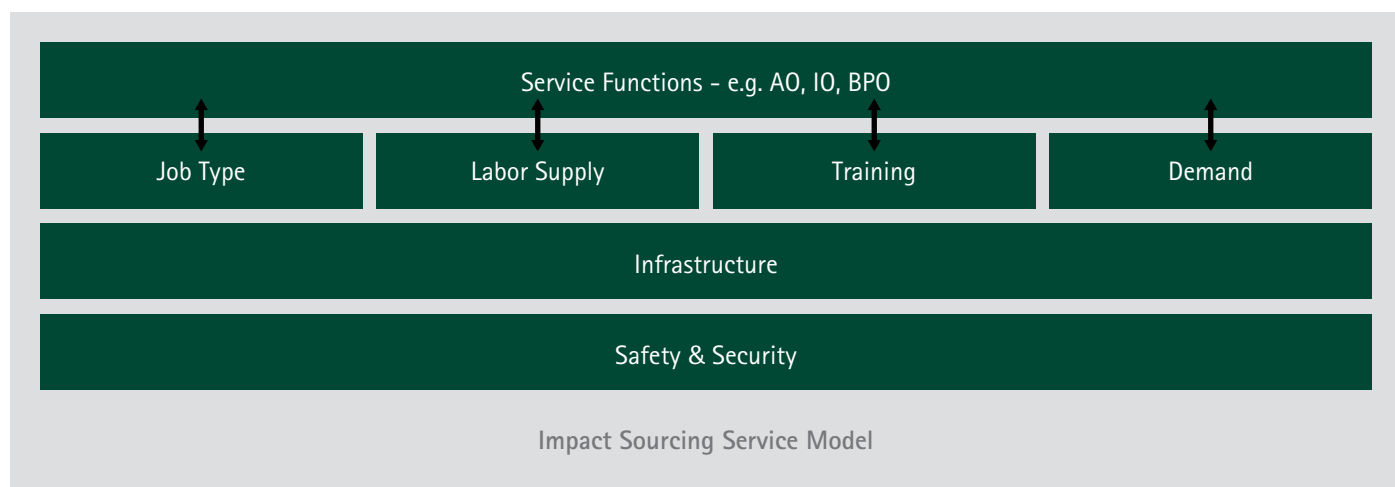 Service Functions - e.g. AO, IO, BPO
Job Type
Labor Supply
Training
Demand
Infrastructure
Safety & Security
Impact Sourcing Service Model